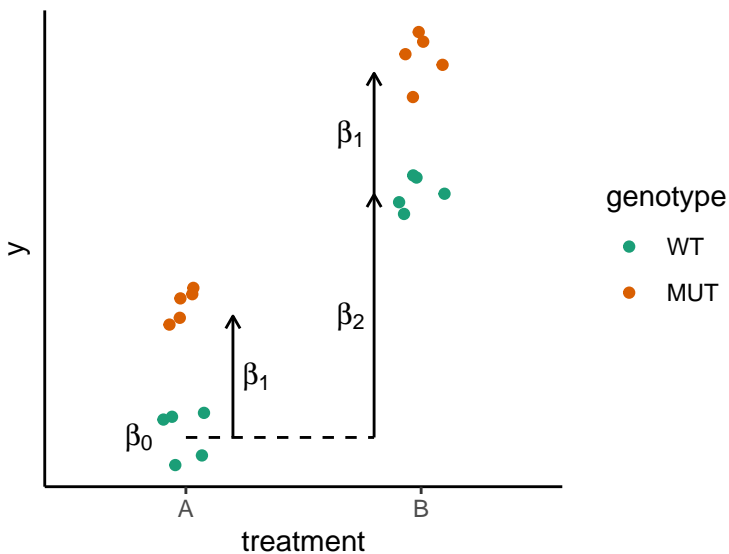 β1
genotype
WT
MUT
y
β2
β1
β0
A
B
treatment